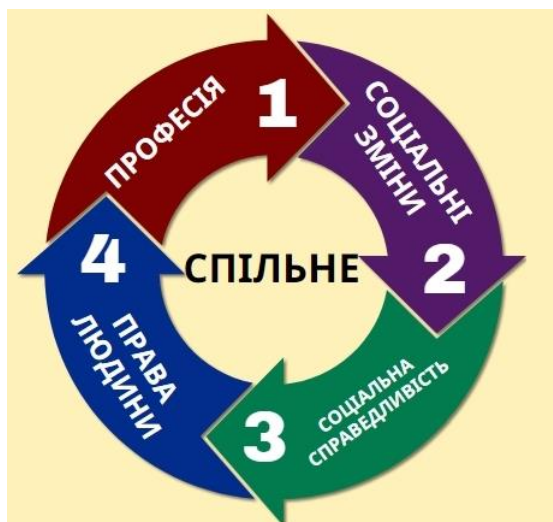 ПРОФЕСІЯ
1
СОЦІАЛЬНІ
ЗМІНИ
2
СОЦІАЛЬНА
СПРАВЕДЛИВІСТЬ
3
ПРАВА
ЛЮДИНИ
4
СПІЛЬНЕ